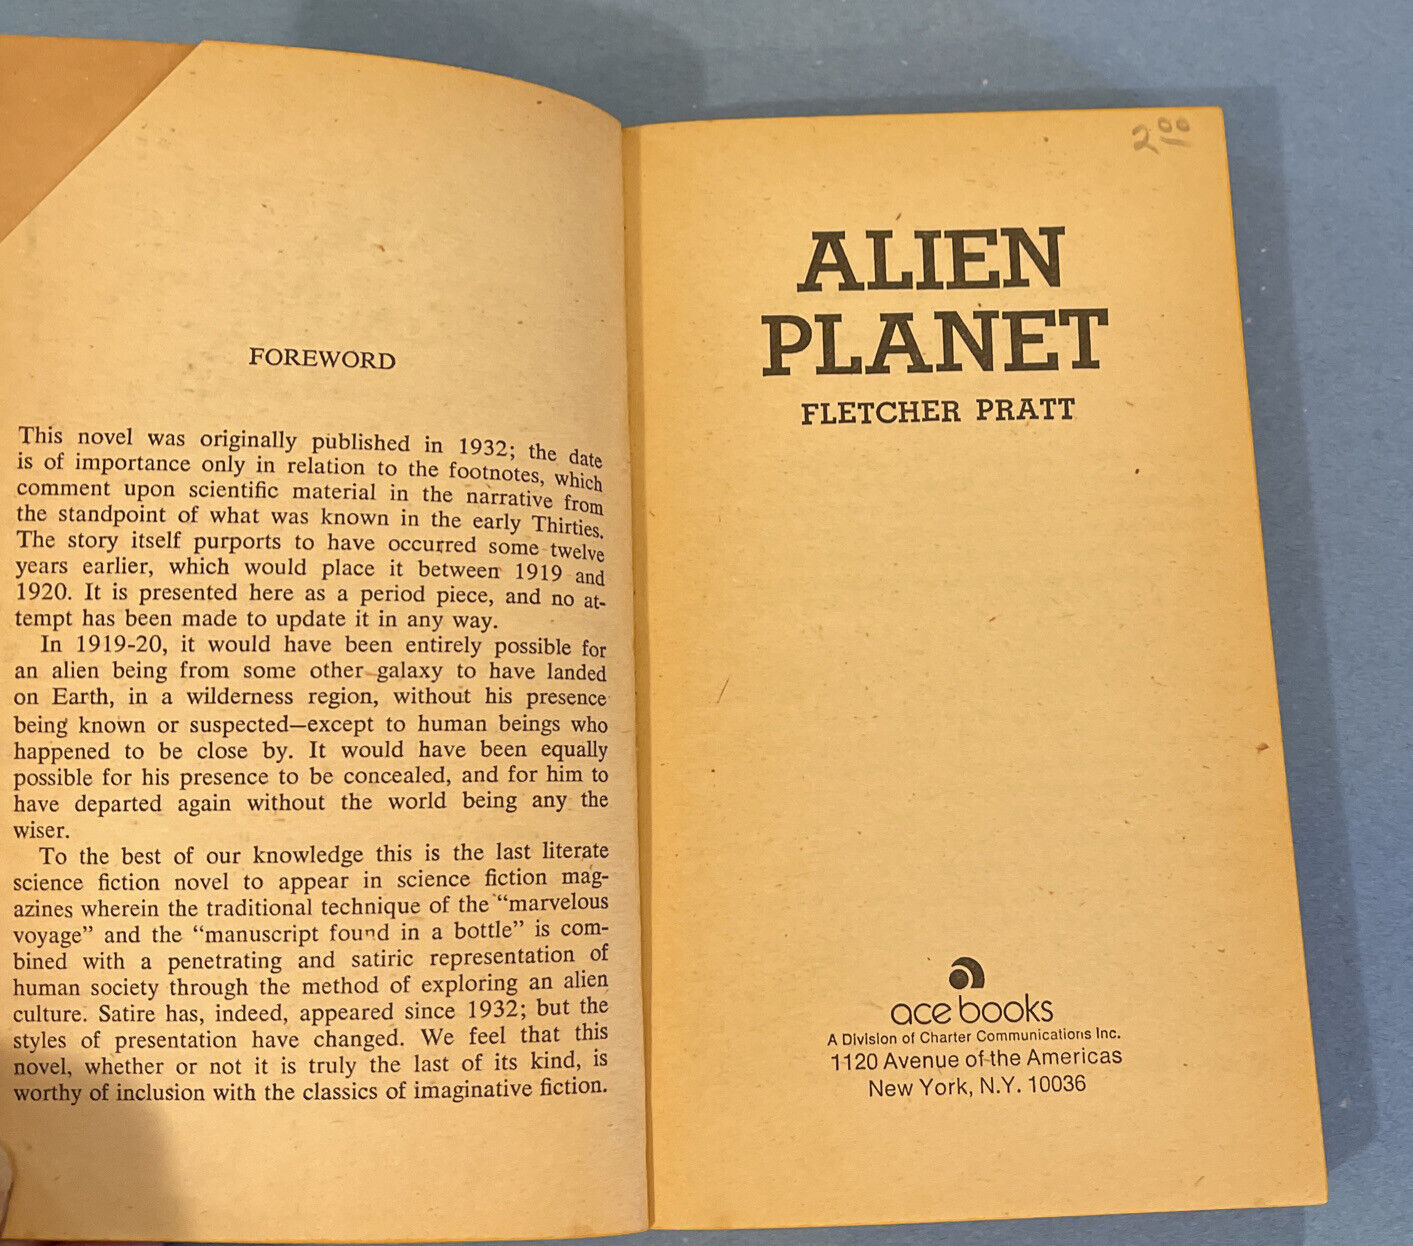 FOREWORD
This novel was originally published in 1932; the date
is of importance only in relation to the footnotes, which
comment upon scientific material in the narrative from
the standpoint of what was known in the early Thirties.
The story itself purports to have occurred some twelve
years earlier, which would place it between 1919 and
1920. It is presented here as a period piece, and no at-
tempt has been made to update it in any way.
In 1919-20, it would have been entirely possible for
an alien being from some other galaxy to have landed
on Earth, in a wilderness region, without his presence
being known or suspected—except to human beings who
happened to be close by. It would have been equally
possible for his presence to be concealed, and for him to
have departed again without the world being any the
wiser.
To the best of our knowledge this is the last literate
science fiction novel to appear in science fiction mag-
azines wherein the traditional technique of the "marvelous
voyage" and the "manuscript found in a bottle" is com-
bined with a penetrating and satiric representation of
human society through the method of exploring an alien
culture. Satire has, indeed, appeared since 1932; but the
styles of presentation have changed. We feel that this
novel, whether or not it is truly the last of its kind, is
worthy of inclusion with the classics of imaginative fiction.
2.00
ALIEN
PLANET
FLETCHER PRATT
ace books
A Division of Charter Communications Inc.
1120 Avenue of the Americas
New York, N.Y. 10036